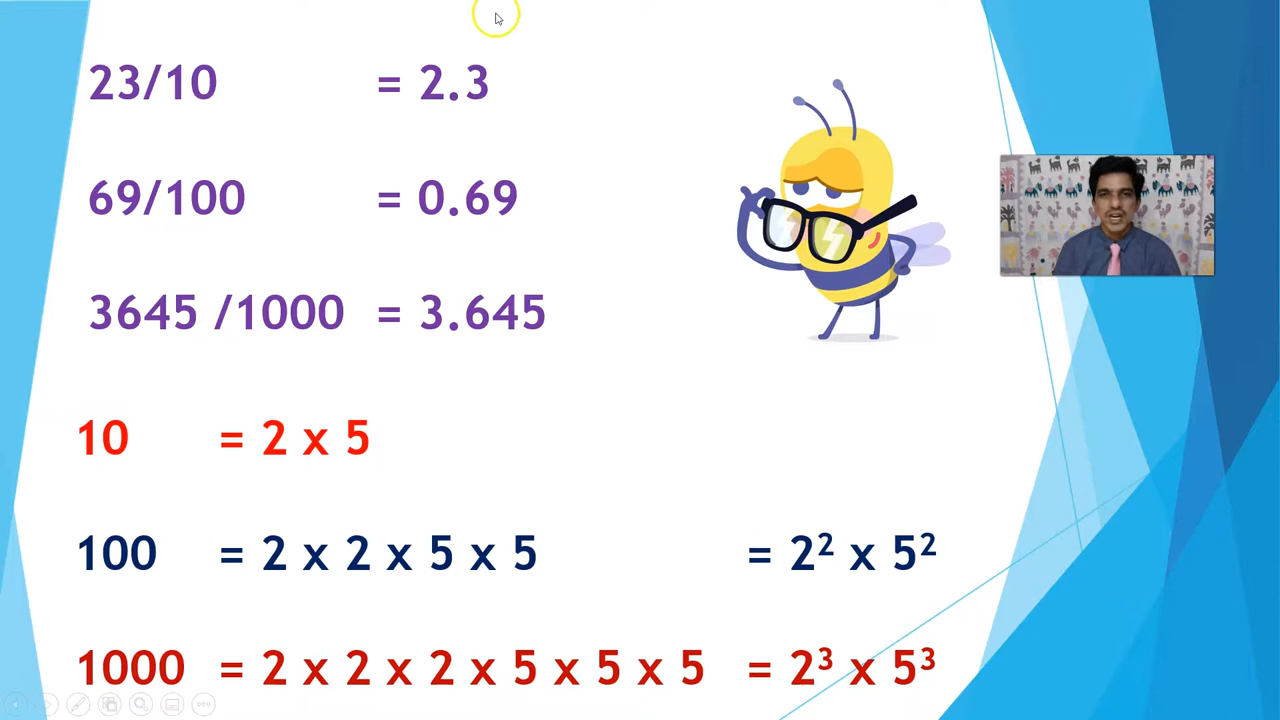 23/10 = 2.3
69/100 = 0.69
3645 /1000 = 3.645
10 = 2 x 5
100 = 2 x 2 x 5 x 5 = 2² x 5²
1000 = 2 x 2 x 2 x 5 x 5 x 5 = 2³ x 5³